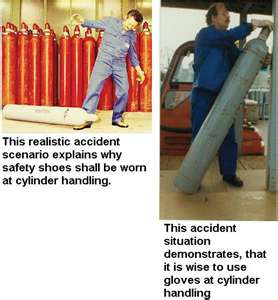 This realistic accident
scenario explains why
safety shoes shall be worn
at cylinder handling.
This accident
situation
demonstrates, that
it is wise to use
gloves at cylinder
handling